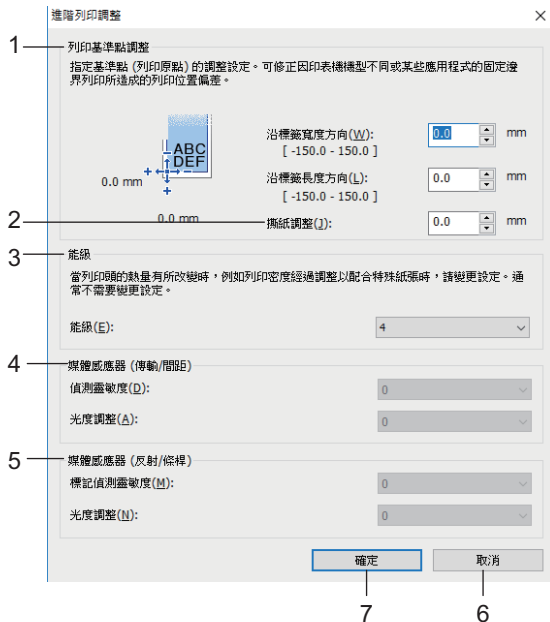 進階列印調整
1
列印基準點調整
指定基準點 (列印原點) 的調整設定。可修正因印表機機型不同或某些應用程式的固定邊
界列印所造成的列印位置偏差。
ABC
DEF
0.0 mm
0.0 mm
沿標籤寬度方向(W): 0.0 mm
[ -150.0 - 150.0 ]
沿標籤長度方向(L): 0.0 mm
[ -150.0 - 150.0 ]
2
撕紙調整(J): 0.0 mm
3
能級
當列印頭的熱量有所改變時，例如列印密度經過調整以配合特殊紙張時，請變更設定。通
常不需要變更設定。
能級(E): 4
4
媒體感應器 (傳輸/間距)
偵測靈敏度(D): 0
光度調整(A): 0
5
媒體感應器 (反射/條桿)
標記偵測靈敏度(M): 0
光度調整(N): 0
確定 取消
7 6